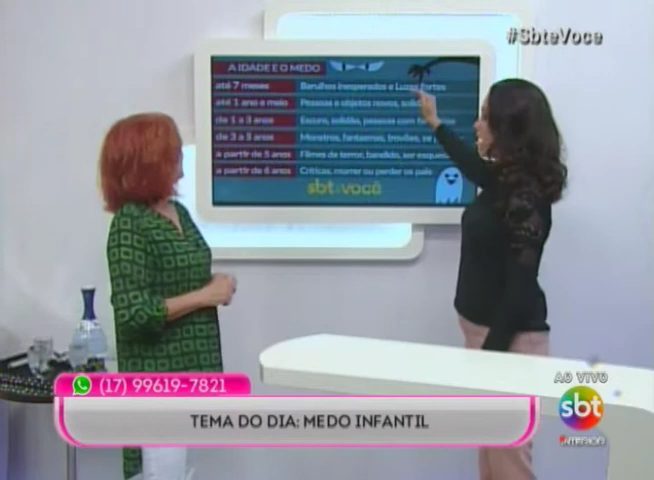 #SbteVoce
A IDADE E O MEDO
até 7 meses Barulhos inesperados e Luzes fortes
até 1 ano e meio Pessoas e objetos novos,
de 1 a 3 anos Escuro, solidão, pessoas com
de 3 a 5 anos Monstros, fantasmas, trovões, se
a partir de 5 anos Filmes de terror, bandido, ser
a partir de 6 anos Críticas, morrer ou perder os pais
sbt e você
(17) 99619-7821
TEMA DO DIA: MEDO INFANTIL
AO VIVO
sbt
INTERIOR